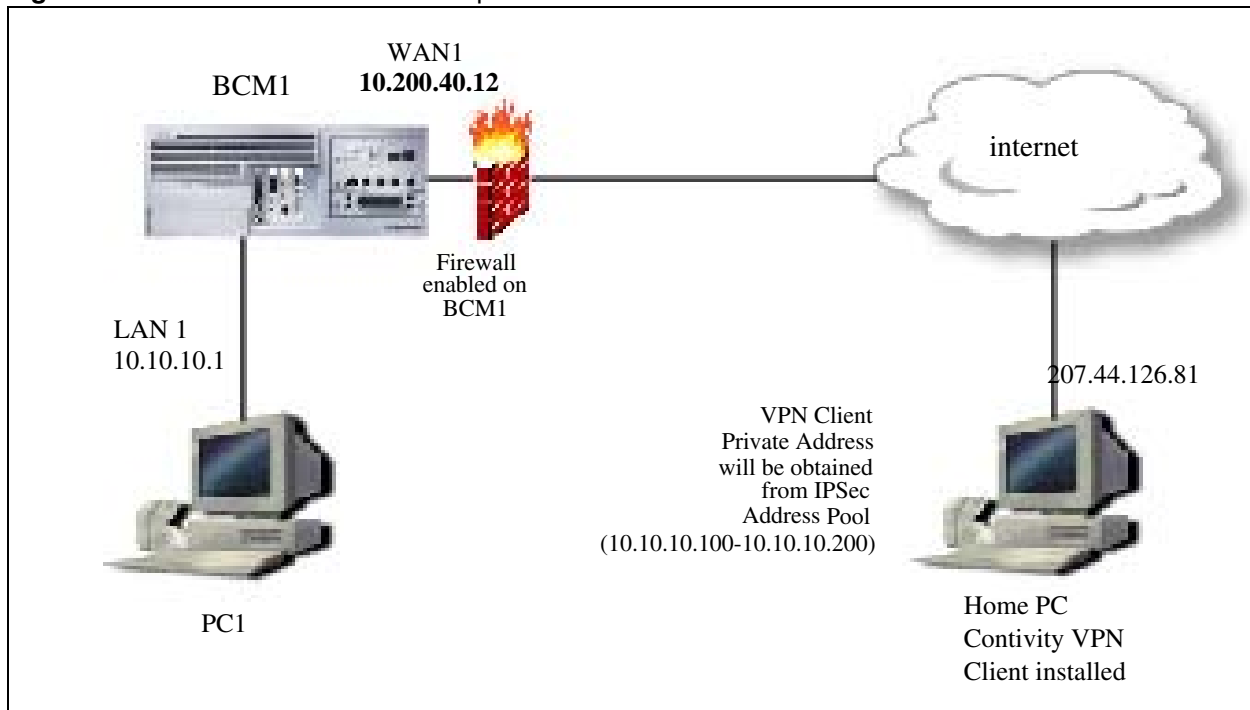 WAN1
10.200.40.12
BCM1
internet
Firewall
enabled on
BCM1
LAN 1
10.10.10.1
207.44.126.81
VPN Client
Private Address
will be obtained
from IPSec
Address Pool
(10.10.10.100-10.10.10.200)
PC1
Home PC
Contivity VPN
Client installed